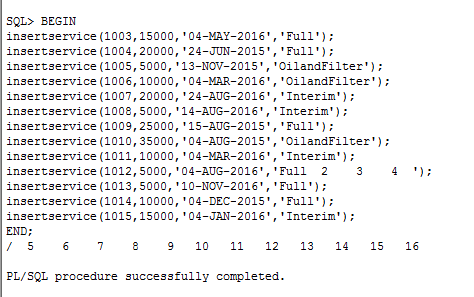 SQL> BEGIN
insertservice(1003,15000,'04-MAY-2016','Full');
insertservice(1004,20000,'24-JUN-2015','Full');
insertservice(1005,5000,'13-NOV-2015','OilandFilter');
insertservice(1006,10000,'04-MAR-2016','OilandFilter');
insertservice(1007,20000,'24-AUG-2016','Interim');
insertservice(1008,5000,'14-AUG-2016','Interim');
insertservice(1009,25000,'15-AUG-2015','Full');
insertservice(1010,35000,'04-AUG-2015','OilandFilter');
insertservice(1011,10000,'04-MAR-2016','Interim');
insertservice(1012,5000,'04-AUG-2016','Full  2    3    4  ');
insertservice(1013,5000,'10-NOV-2016','Full');
insertservice(1014,10000,'04-DEC-2015','Full');
insertservice(1015,15000,'04-JAN-2016','Interim');
END;
/  5    6    7    8    9   10   11   12   13   14   15   16
PL/SQL procedure successfully completed.